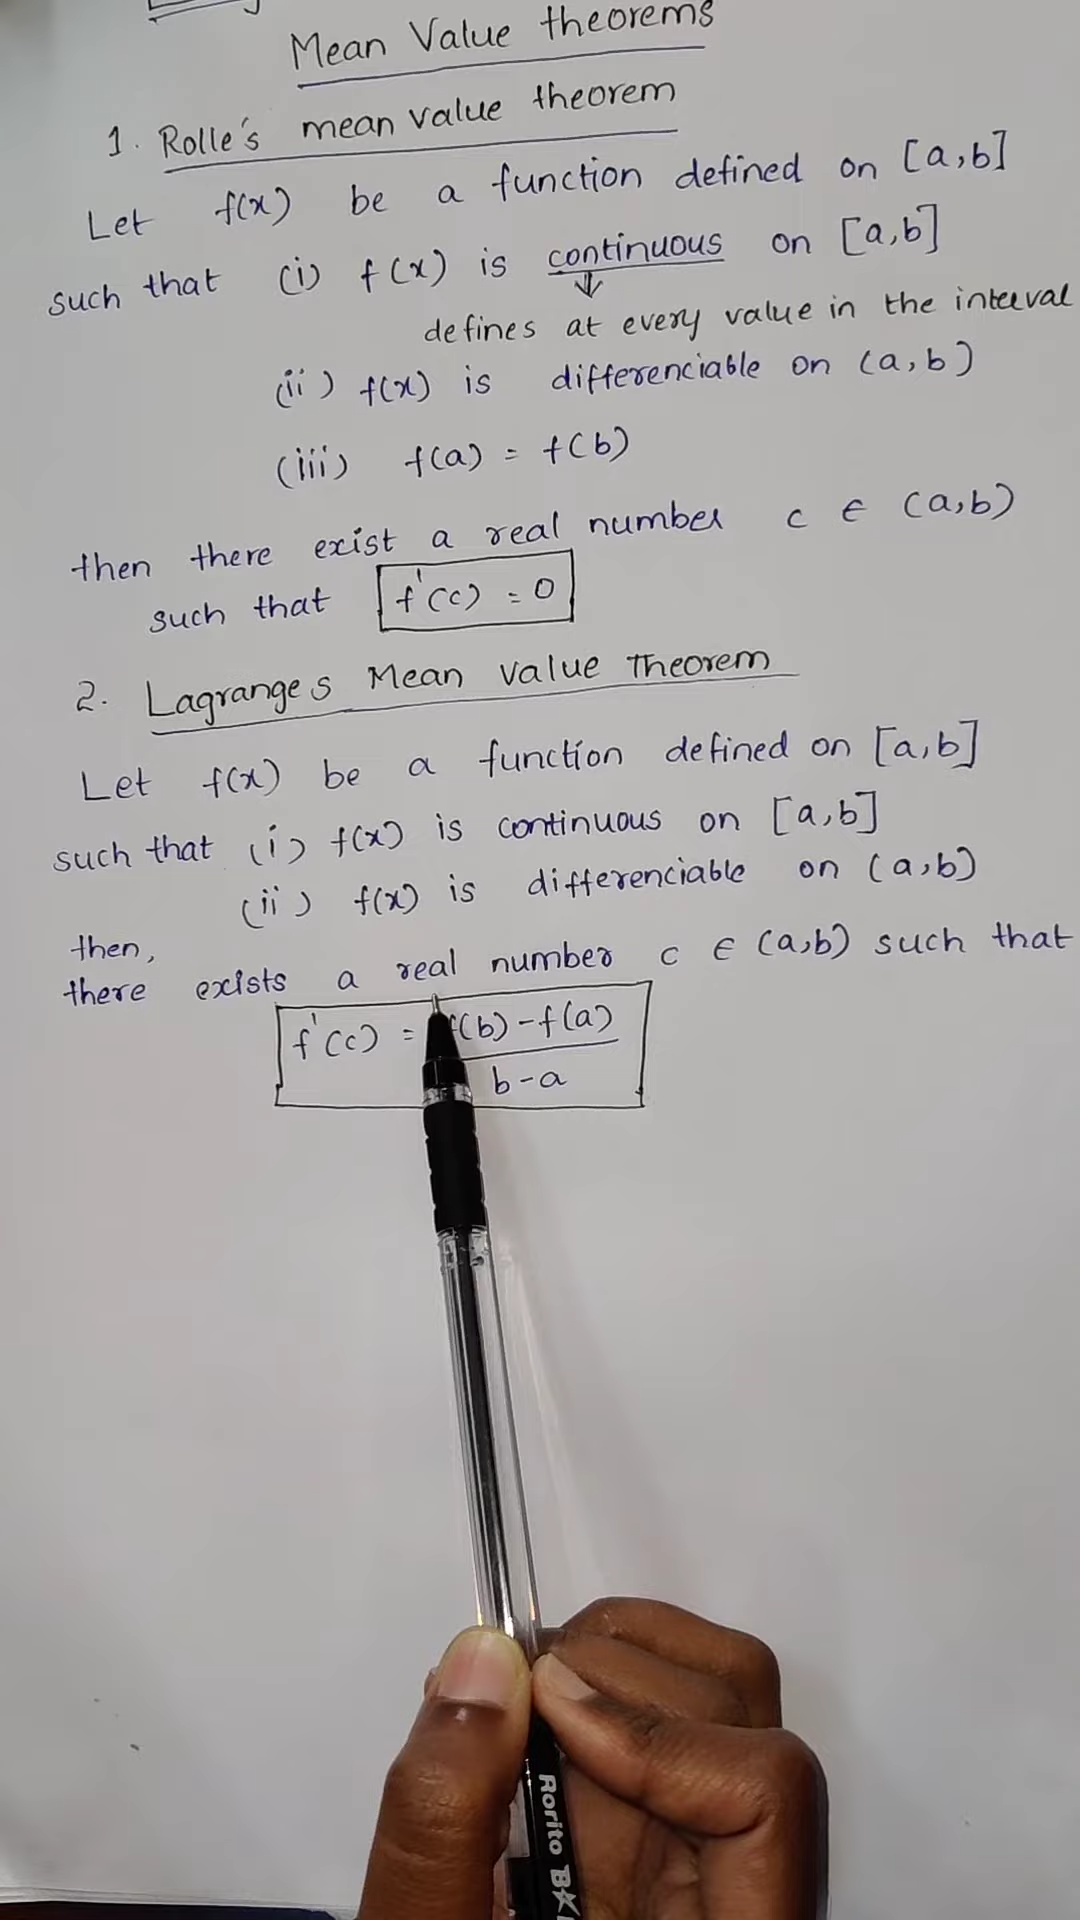 Mean Value theorems
1. Rolle's mean value theorem
Let f(x) be a function defined on [a,b]
such that (i) f(x) is continuous on [a,b]
defines at every value in the interval
(ii) f(x) is differenciable on (a,b)
(iii) f(a) = f(b)
then there exist a real number c ∈ (a,b)
such that f'(c) = 0
2. Lagranges Mean value Theorem
Let f(x) be a function defined on [a,b]
such that (i) f(x) is continuous on [a,b]
(ii) f(x) is differenciable on (a,b)
then,
there exists a real number c ∈ (a,b) such that
f'(c) = f(b)-f(a)
b-a
Rorito